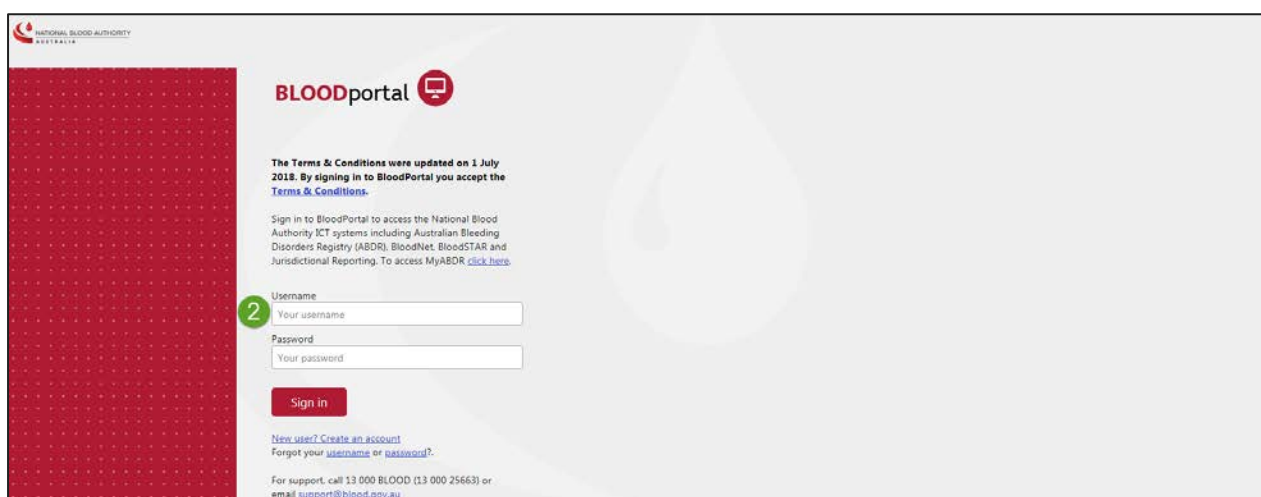 NATIONAL BLOOD AUTHORITY
AUSTRALIA
BLOODportal
The Terms & Conditions were updated on 1 July
2018. By signing in to BloodPortal you accept the
Terms & Conditions.
Sign in to BloodPortal to access the National Blood
Authority ICT systems including Australian Bleeding
Disorders Registry (ABDR), BloodNet, BloodSTAR and
Jurisdictional Reporting. To access MyABDR click here.
Username
2
Your username
Password
Your password
Sign in
New user? Create an account
Forgot your username or password?.
For support, call 13 000 BLOOD (13 000 25663) or
email support@blood.gov.au